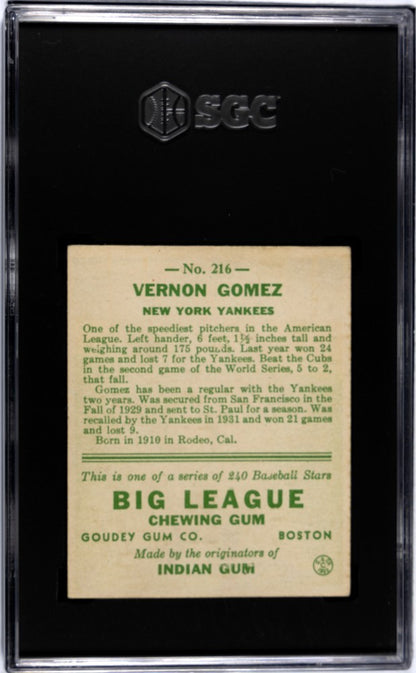 SGC
— No. 216 —
VERNON GOMEZ
NEW YORK YANKEES
One of the speediest pitchers in the American
League. Left hander, 6 feet, 1½ inches tall and
weighing around 175 pounds. Last year won 24
games and lost 7 for the Yankees. Beat the Cubs
in the second game of the World Series, 5 to 2,
that fall.
Gomez has been a regular with the Yankees
two years. Was secured from San Francisco in the
Fall of 1929 and sent to St. Paul for a season. Was
recalled by the Yankees in 1931 and won 21 games
and lost 9.
Born in 1910 in Rodeo, Cal.
This is one of a series of 240 Baseball Stars
BIG LEAGUE
CHEWING GUM
GOUDEY GUM CO. BOSTON
Made by the originators of
INDIAN GUM